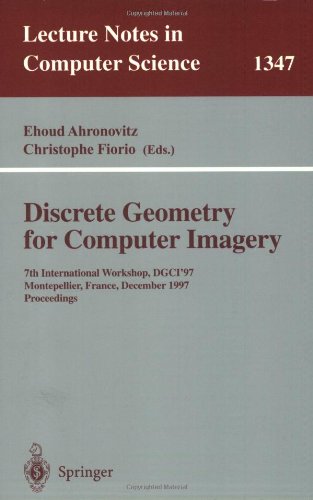 Lecture Notes in
Computer Science 1347
Ehoud Ahronovitz
Christophe Fiorio (Eds.)
Discrete Geometry
for Computer Imagery
7th International Workshop, DGCI'97
Montepellier, France, December 1997
Proceedings
Springer